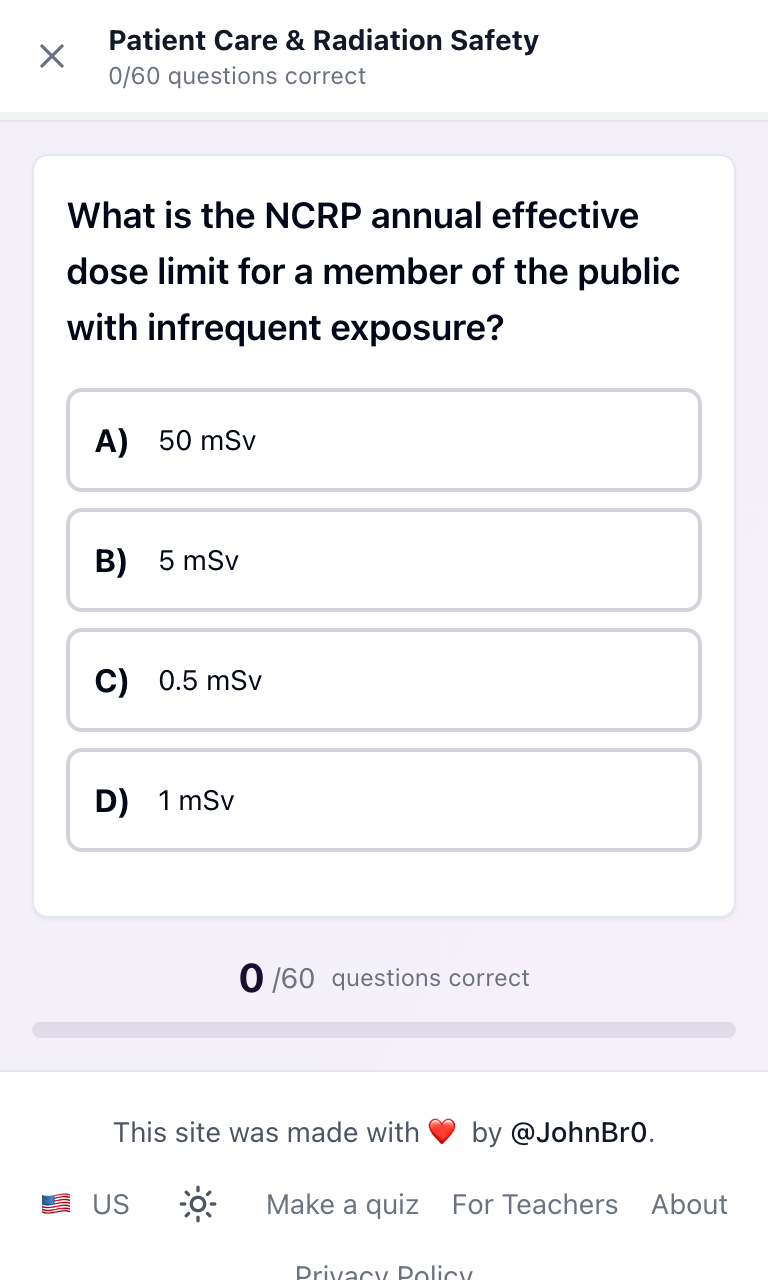 Patient Care & Radiation Safety
0/60 questions correct
What is the NCRP annual effective
dose limit for a member of the public
with infrequent exposure?
A) 50 mSv
B) 5 mSv
C) 0.5 mSv
D) 1 mSv
0 /60 questions correct
This site was made with ❤️ by @JohnBr0.
🇺🇸 US Make a quiz For Teachers About
Privacy Policy